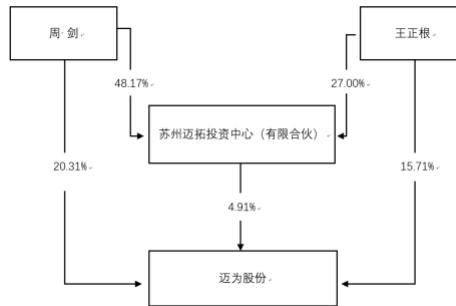 周·剑
王正根
48.17%
27.00%
苏州迈拓投资中心（有限合伙）
20.31%
15.71%
4.91%
迈为股份